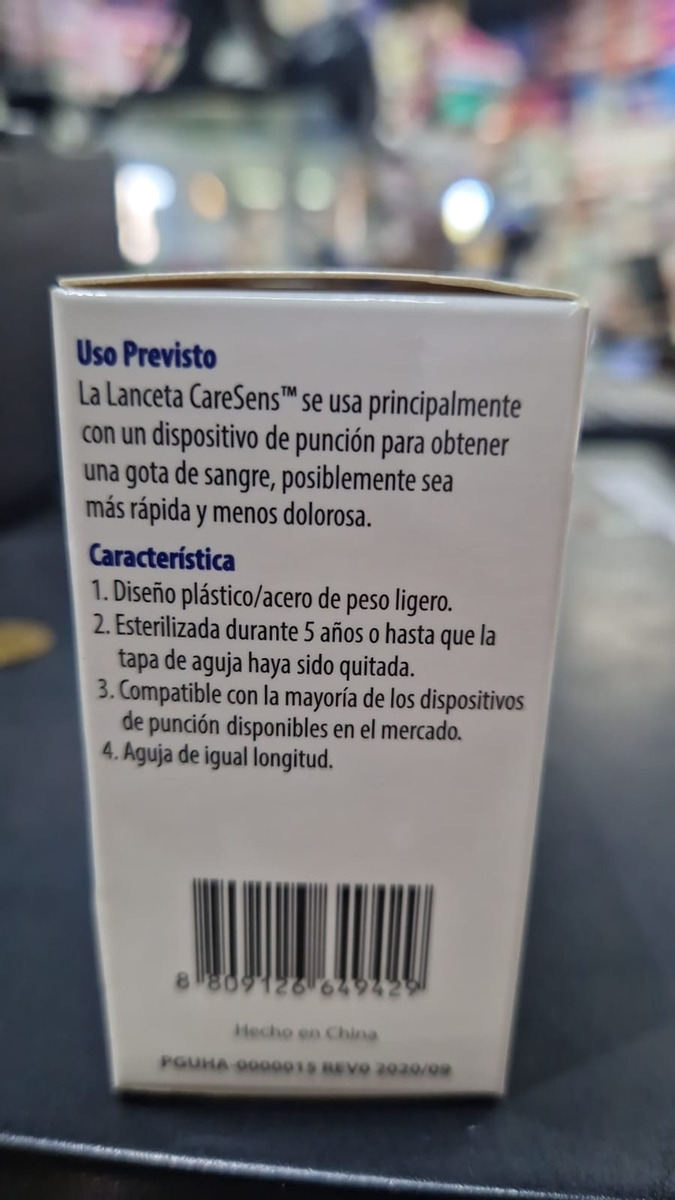 Uso Previsto
La Lanceta CareSens™ se usa principalmente
con un dispositivo de punción para obtener
una gota de sangre, posiblemente sea
más rápida y menos dolorosa.
Característica
1. Diseño plástico/acero de peso ligero.
2. Esterilizada durante 5 años o hasta que la
tapa de aguja haya sido quitada.
3. Compatible con la mayoría de los dispositivos
de punción disponibles en el mercado.
4. Aguja de igual longitud.
8 809126 649429
Hecho en China
PGUHA-0000015 REV0 2020/09